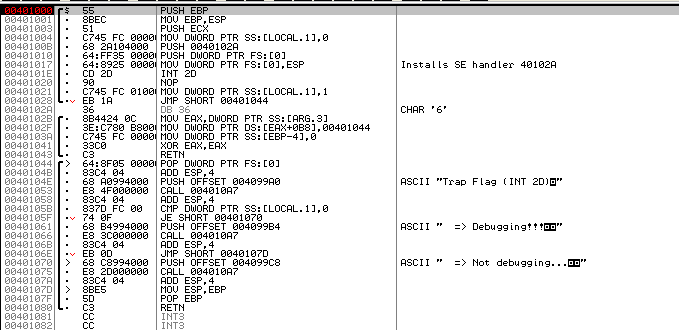 00401000 $ 55 PUSH EBP
00401001 . 8BEC MOV EBP,ESP
00401003 . 51 PUSH ECX
00401004 . C745 FC 00000 MOV DWORD PTR SS:[LOCAL.1],0
0040100B . 68 2A104000 PUSH 0040102A
00401010 . 64:FF35 00000 PUSH DWORD PTR FS:[0]
00401017 . 64:8925 00000 MOV DWORD PTR FS:[0],ESP Installs SE handler 40102A
0040101E . CD 2D INT 2D
00401020 . 90 NOP
00401021 . C745 FC 01000 MOV DWORD PTR SS:[LOCAL.1],1
00401028 . EB 1A JMP SHORT 00401044
0040102A 36 DB 36 CHAR '6'
0040102B . 8B4424 0C MOV EAX,DWORD PTR SS:[ARG.3]
0040102F . 3E:C780 B800 MOV DWORD PTR DS:[EAX+0B8],00401044
0040103A . C745 FC 00000 MOV DWORD PTR SS:[EBP-4],0
00401041 . 33C0 XOR EAX,EAX
00401043 . C3 RETN
00401044 > 64:8F05 00000 POP DWORD PTR FS:[0]
0040104B . 83C4 04 ADD ESP,4
0040104E . 68 A0994000 PUSH OFFSET 004099A0 ASCII "Trap Flag (INT 2D)"
00401053 . E8 4F000000 CALL 004010A7
00401058 . 83C4 04 ADD ESP,4
0040105B . 837D FC 00 CMP DWORD PTR SS:[LOCAL.1],0
0040105F . 74 0F JE SHORT 00401070
00401061 . 68 B4994000 PUSH OFFSET 004099B4 ASCII " => Debugging!!!"
00401066 . E8 3C000000 CALL 004010A7
0040106B . 83C4 04 ADD ESP,4
0040106E . EB 0D JMP SHORT 0040107D
00401070 > 68 C8994000 PUSH OFFSET 004099C8 ASCII " => Not debugging..."
00401075 . E8 2D000000 CALL 004010A7
0040107A . 83C4 04 ADD ESP,4
0040107D > 8BE5 MOV ESP,EBP
0040107F . 5D POP EBP
00401080 . C3 RETN
00401081 CC INT3
00401082 CC INT3